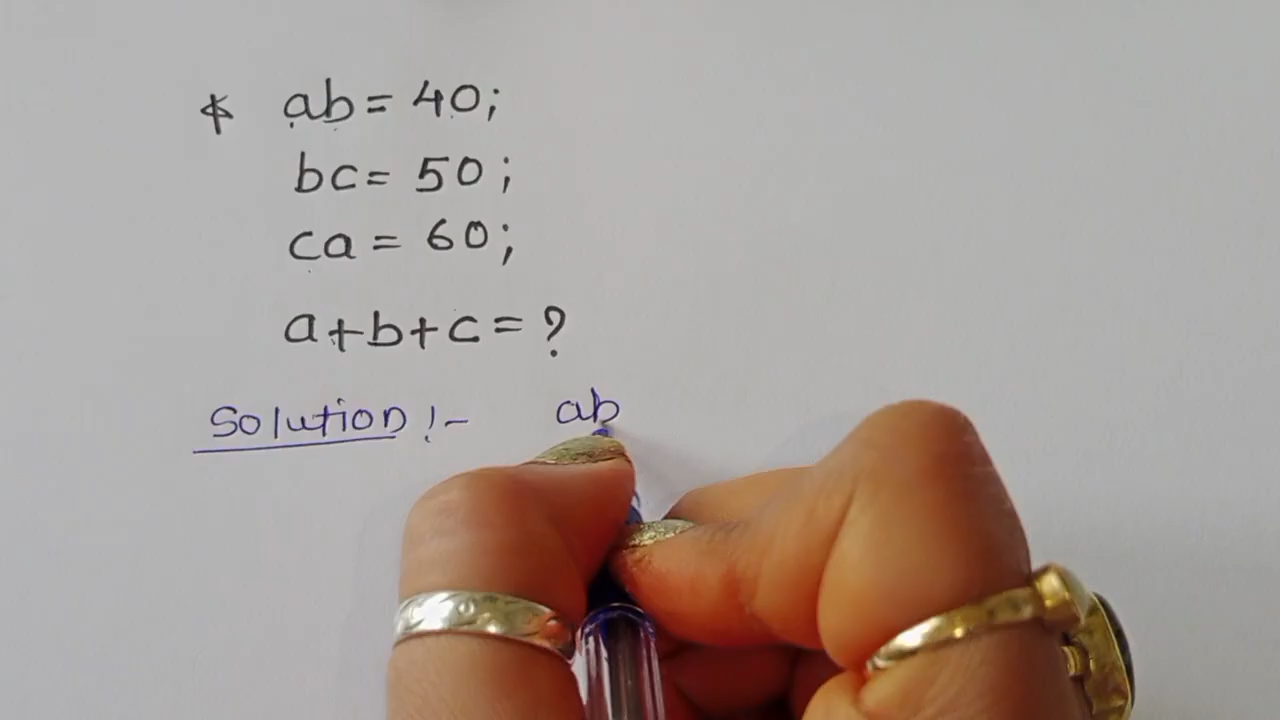 * ab = 40;
bc = 50;
ca = 60;
a+b+c = ?
Solution :- ab